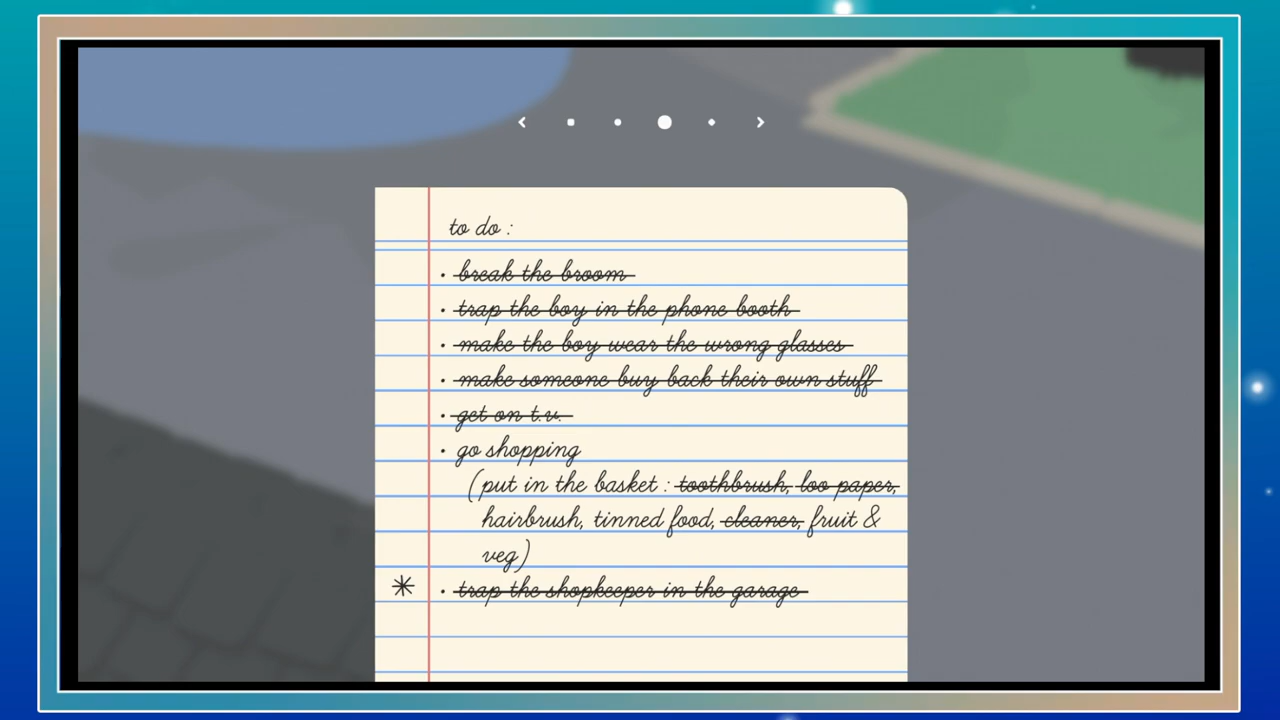 to do :
· break the broom
· trap the boy in the phone booth
· make the boy wear the wrong glasses
· make someone buy back their own stuff
· get on t.v.
· go shopping
(put in the basket : toothbrush, loo paper,
hairbrush, tinned food, cleaner, fruit &
veg)
· trap the shopkeeper in the garage